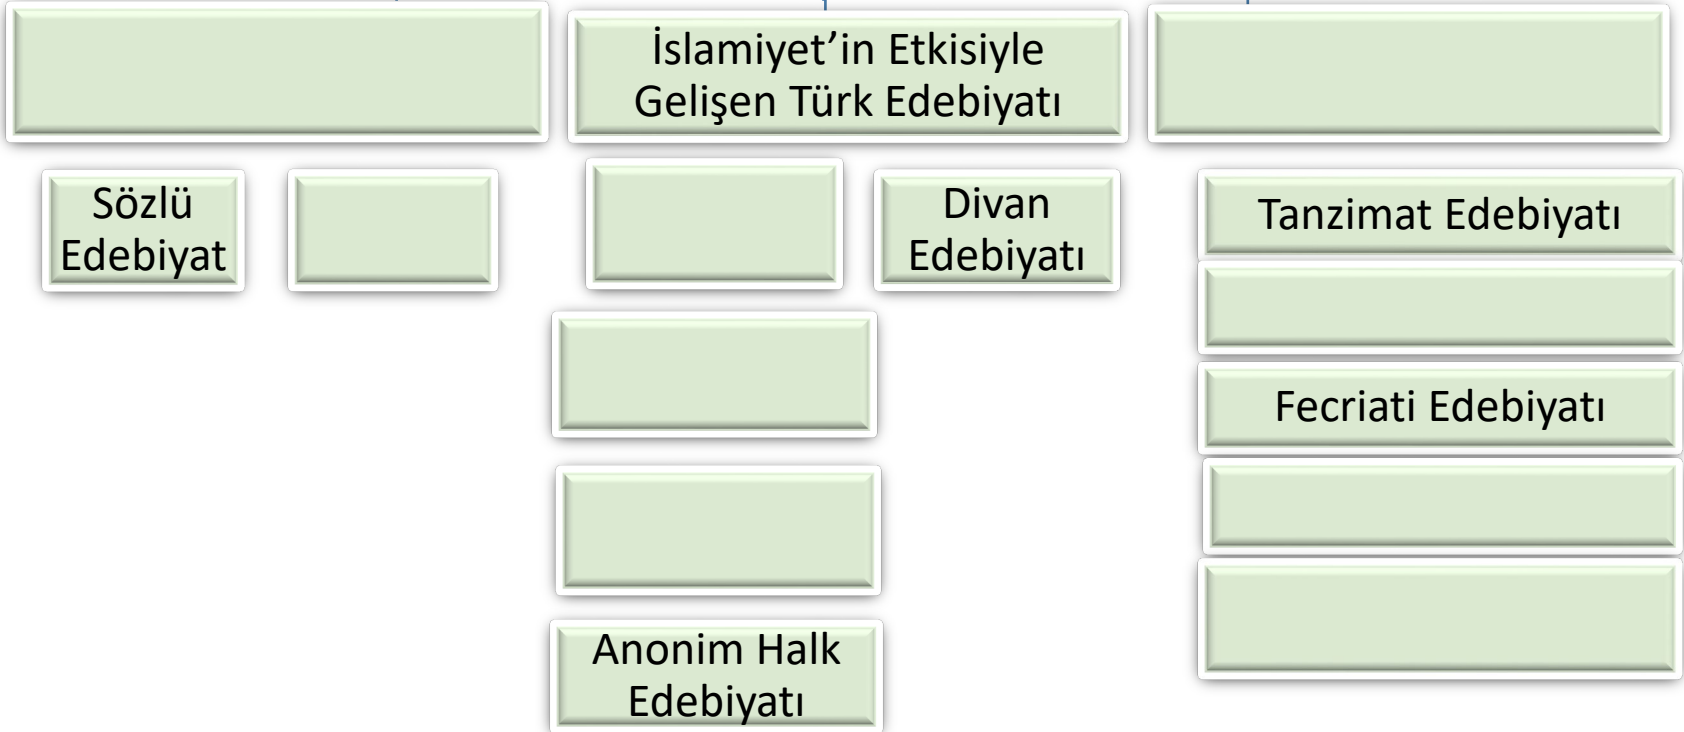 İslamiyet’in Etkisiyle
Gelişen Türk Edebiyatı
Sözlü
Edebiyat
Divan
Edebiyatı
Tanzimat Edebiyatı
Fecriati Edebiyatı
Anonim Halk
Edebiyatı